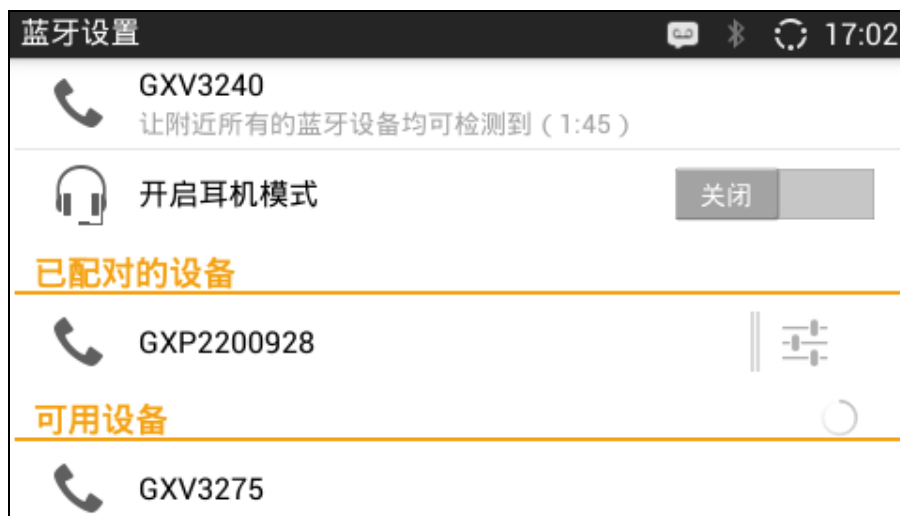 蓝牙设置 17:02
GXV3240
让附近所有的蓝牙设备均可检测到（1:45）
开启耳机模式 关闭
已配对的设备
GXP2200928
可用设备
GXV3275